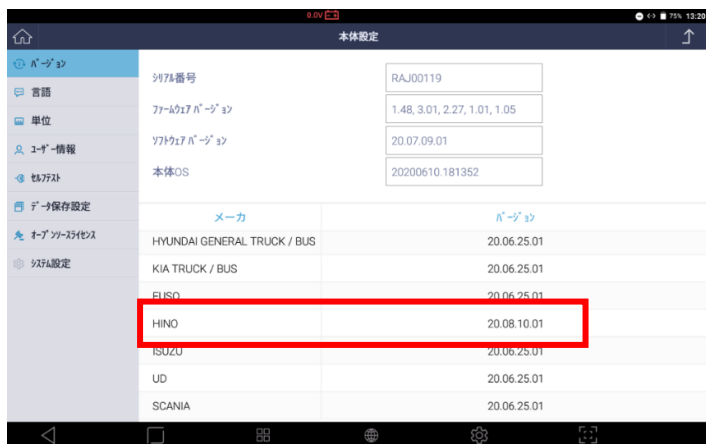 0.0V
75% 13:20
本体設定
ﾊﾞｰｼﾞｮﾝ
言語
単位
ﾕｰｻﾞｰ情報
ｾﾙﾌﾃｽﾄ
ﾃﾞｰﾀ保存設定
ｵｰﾌﾟﾝｿｰｽﾗｲｾﾝｽ
ｼｽﾃﾑ設定
ｼﾘｱﾙ番号 RAJ00119
ﾌｧｰﾑｳｪｱ ﾊﾞｰｼﾞｮﾝ 1.48, 3.01, 2.27, 1.01, 1.05
ｿﾌﾄｳｪｱ ﾊﾞｰｼﾞｮﾝ 20.07.09.01
本体OS 20200610.181352
メーカ ﾊﾞｰｼﾞｮﾝ
HYUNDAI GENERAL TRUCK / BUS 20.06.25.01
KIA TRUCK / BUS 20.06.25.01
FUSO 20.06.25.01
HINO 20.08.10.01
ISUZU 20.06.25.01
UD 20.06.25.01
SCANIA 20.06.25.01